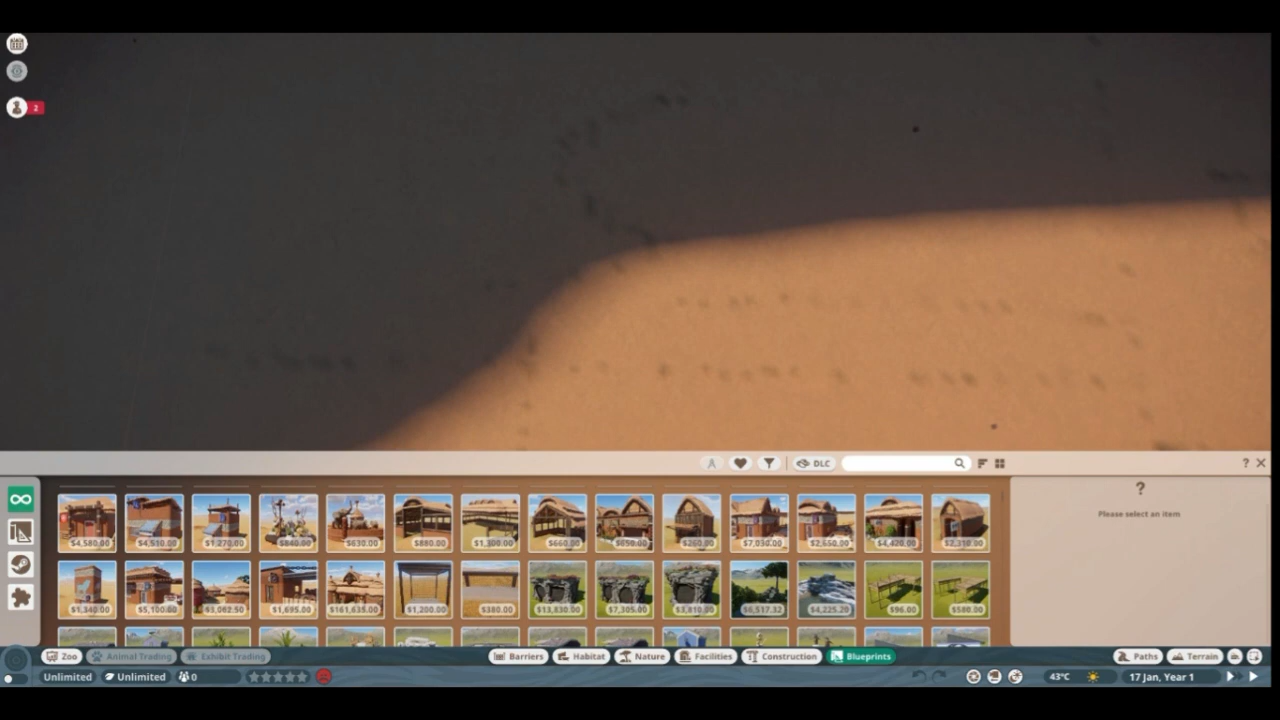 2
DLC
?
?
Please select an item
$4,580.00 $4,510.00 $1,270.00 $840.00 $630.00 $880.00 $1,300.00 $660.00 $650.00 $260.00 $7,030.00 $2,650.00 $4,420.00 $2,310.00
$1,340.00 $5,100.00 $3,062.50 $1,695.00 $161,635.00 $1,200.00 $380.00 $13,830.00 $7,305.00 $3,810.00 $6,517.32 $4,225.20 $96.00 $580.00
Zoo Animal Trading Exhibit Trading Barriers Habitat Nature Facilities Construction Blueprints Paths Terrain
Unlimited Unlimited 0 43°C 17 Jan, Year 1